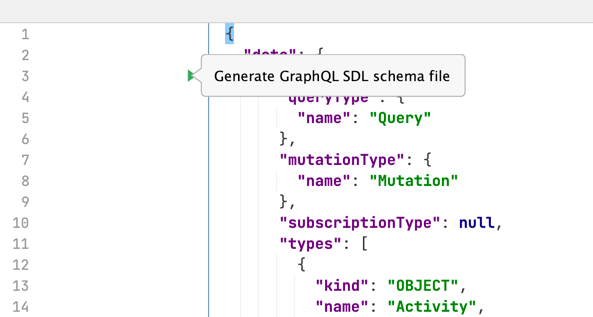 1 {
2 "data": {
3 Generate GraphQL SDL schema file
4 "queryType": {
5 "name": "Query"
6 },
7 "mutationType": {
8 "name": "Mutation"
9 },
10 "subscriptionType": null,
11 "types": [
12 {
13 "kind": "OBJECT",
14 "name": "Activity",